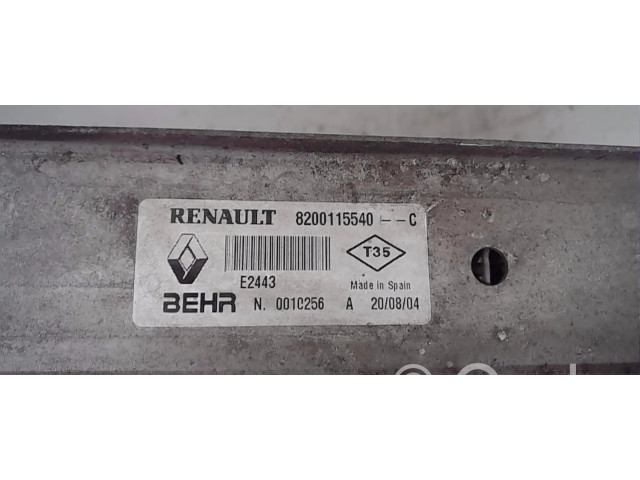 RENAULT 8200115540 -- C
T35
E2443
Made in Spain
BEHR N. 0010256 A 20/08/04